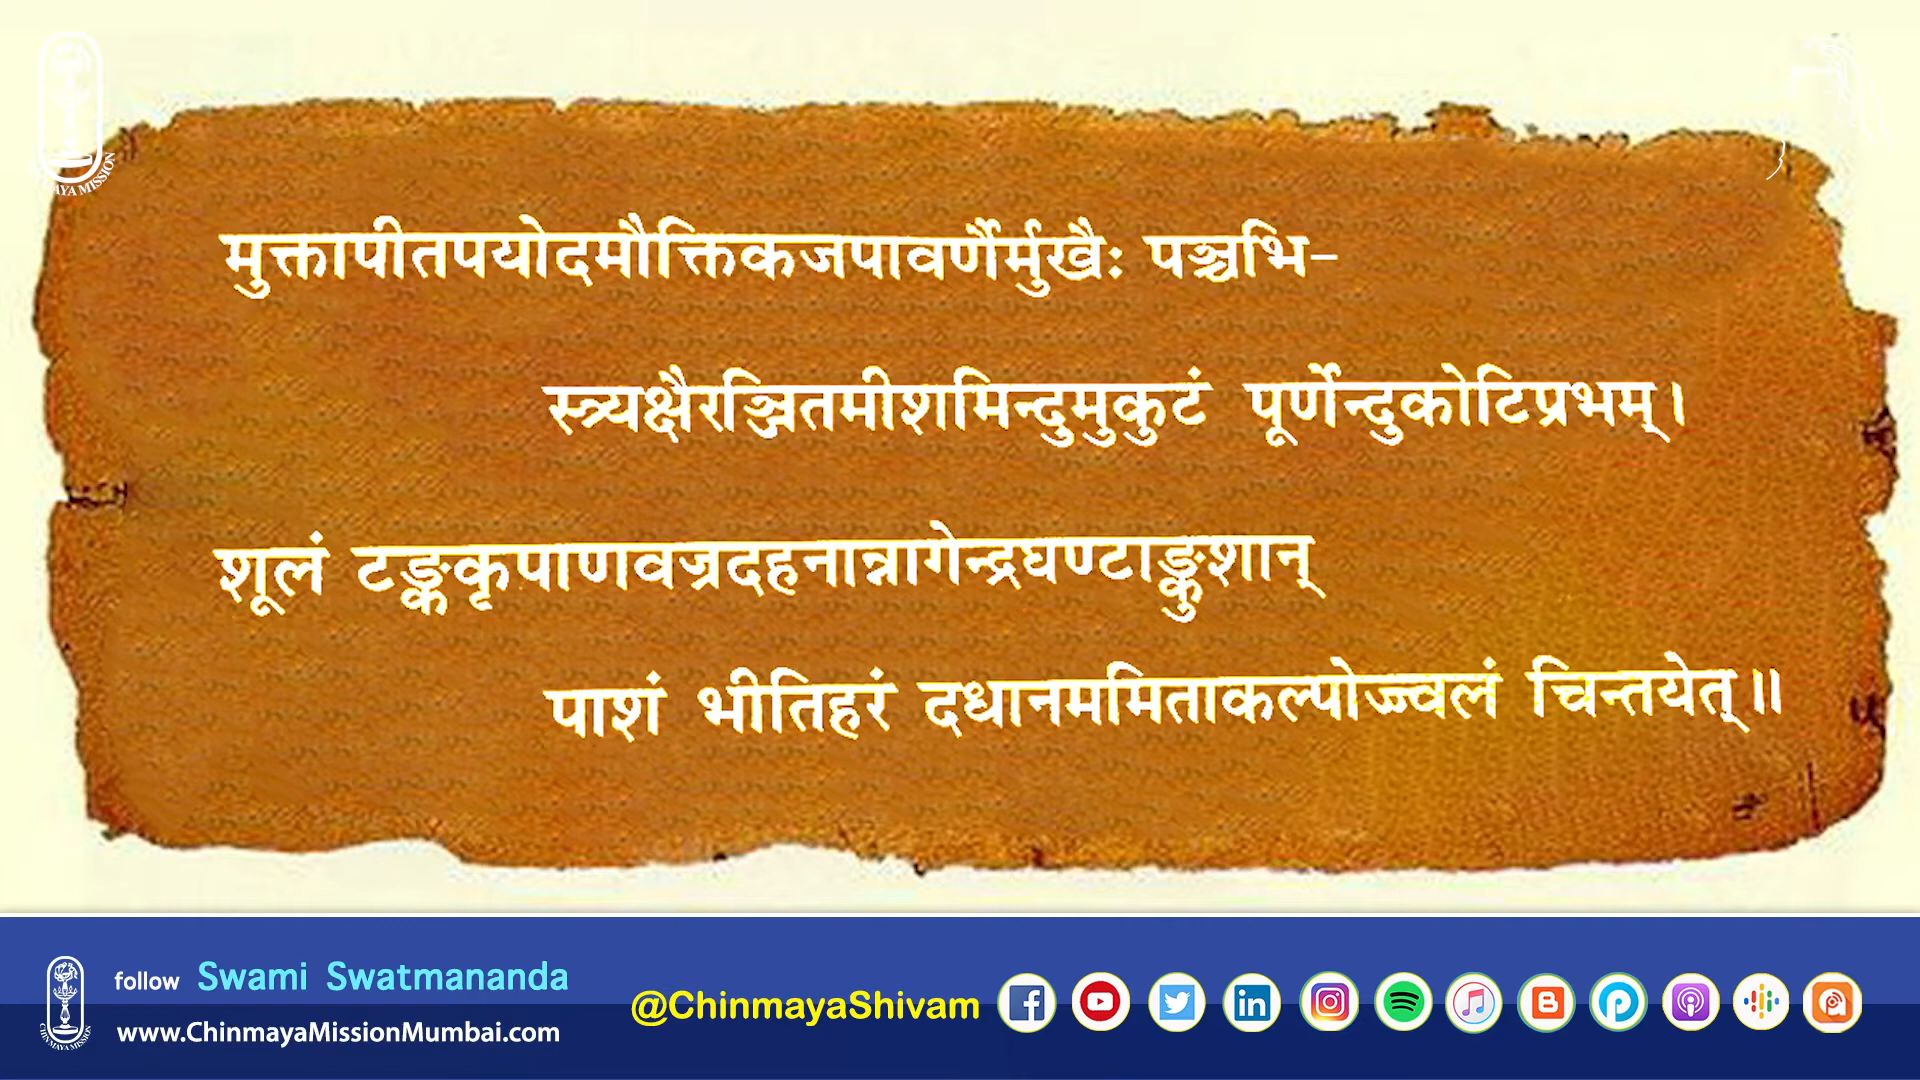 मुक्तापीतपयोदमौक्तिकजपावर्णैर्मुखैः पञ्चभि-
स्त्र्यक्षैरञ्जितमीशमिन्दुमुकुटं पूर्णेन्दुकोटिप्रभम्।
शूलं टङ्ककृपाणवज्रदहनान्नागेन्द्रघण्टाङ्कुशान्
पाशं भीतिहरं दधानममिताकल्पोज्ज्वलं चिन्तयेत्॥
follow Swami Swatmananda
www.ChinmayaMissionMumbai.com
@ChinmayaShivam